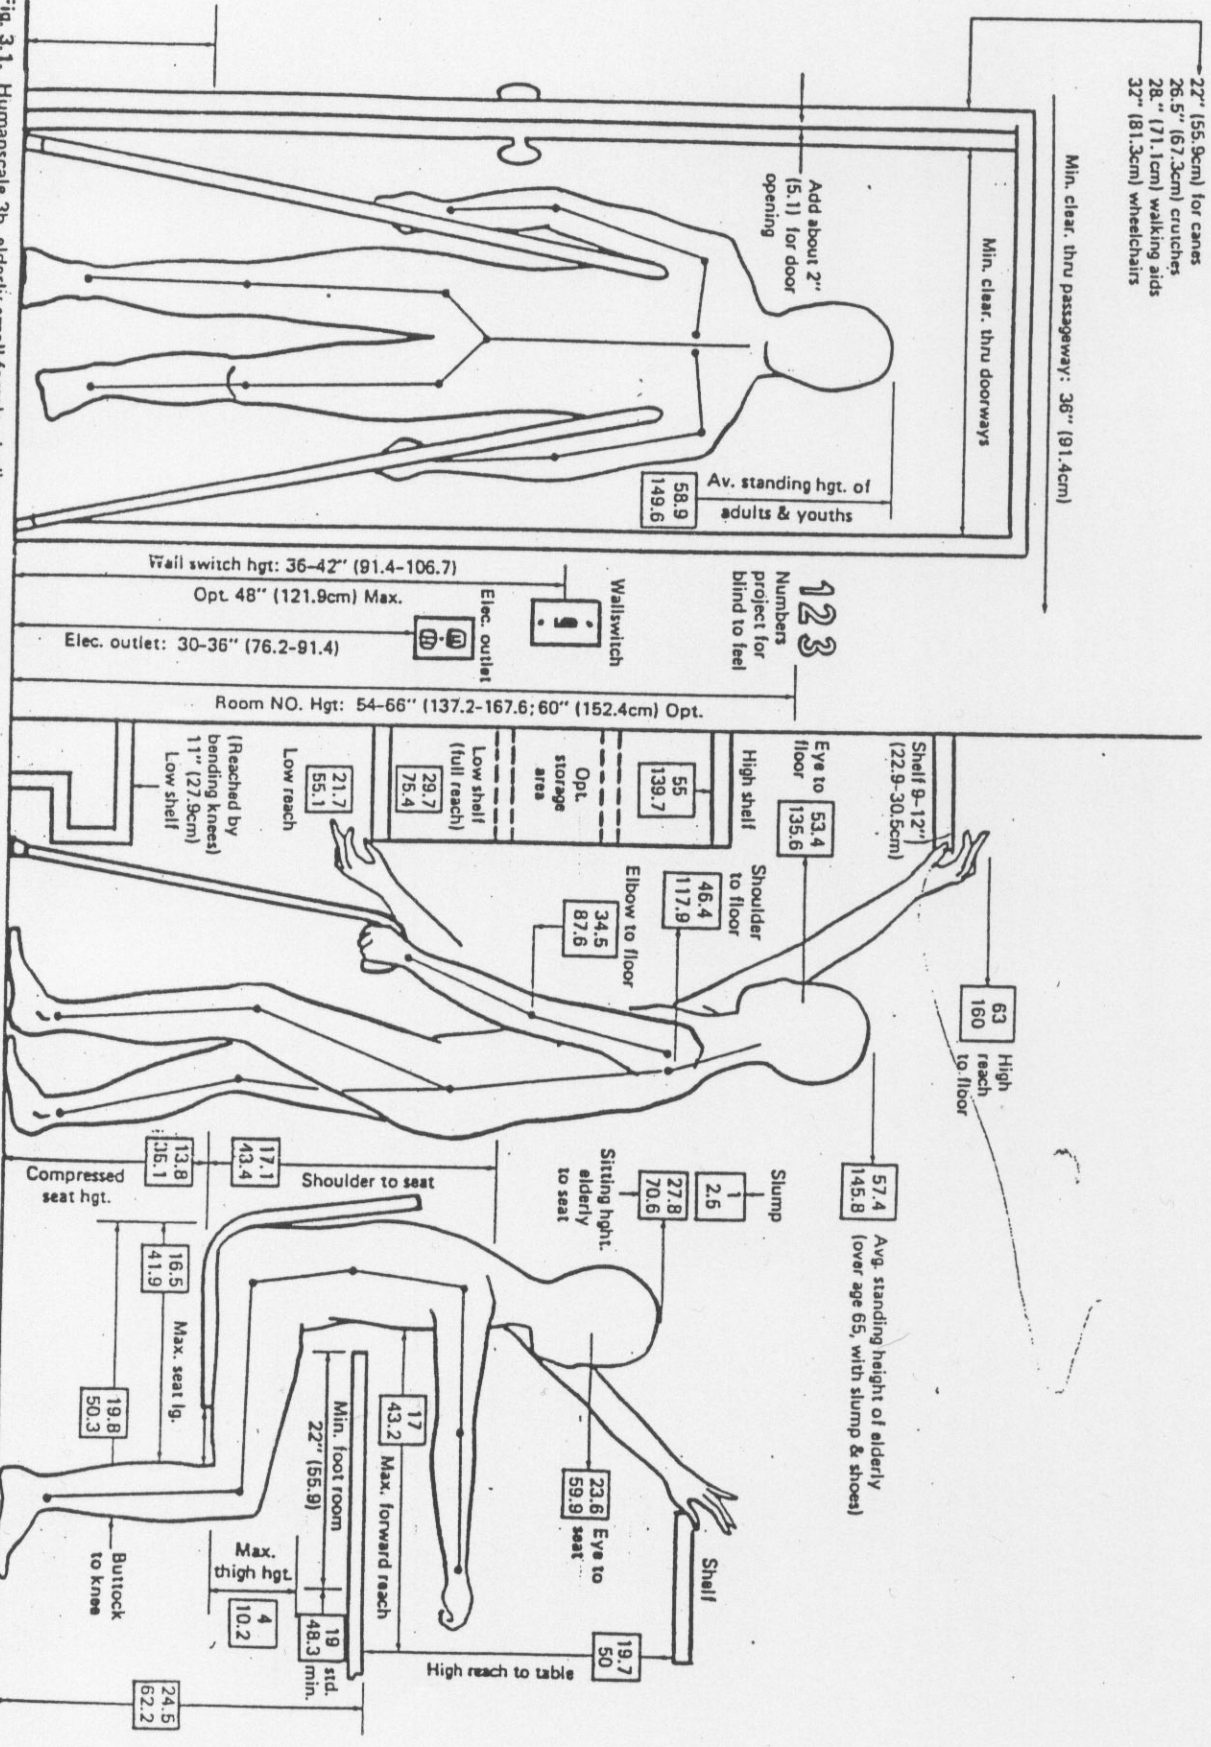 22" (55.9cm) for canes
26.5" (67.3cm) crutches
28." (71.1cm) walking aids
32" (81.3cm) wheelchairs
Min. clear. thru passageway: 36" (91.4cm)
Min. clear. thru doorways
Add about 2"
(5.1) for door
opening
58.9
149.6
Av. standing hgt. of
adults & youths
Wall switch hgt: 36-42" (91.4-106.7)
Opt. 48" (121.9cm) Max.
Elec. outlet: 30-36" (76.2-91.4)
Elec. outlet
Wallswitch
1 2 3
Numbers
project for
blind to feel
Room NO. Hgt: 54-66" (137.2-167.6; 60" (152.4cm) Opt.
Shelf 9-12"
(22.9-30.5cm)
Eye to
floor
53.4
135.6
High shelf
55
139.7
Opt.
storage
area
Low shelf
(full reach)
29.7
75.4
Low reach
21.7
55.1
(Reached by
bending knees)
11" (27.9cm)
Low shelf
Shoulder
to floor
46.4
117.9
Elbow to floor
34.5
87.6
63
160
High
reach
to floor
57.4
145.8
Avg. standing height of elderly
(over age 65, with slump & shoes)
Slump
1
2.5
Sitting hght.
elderly
to seat
27.8
70.6
17.1
43.4
Shoulder to seat
13.8
35.1
Compressed
seat hgt.
16.5
41.9
Max. seat lg.
19.8
50.3
Buttock
to knee
23.6
59.9
Eye to
seat
Shelf
17
43.2
Max. forward reach
Min. foot room
22" (55.9)
19
48.3
std.
min.
Max.
thigh hgt.
4
10.2
19.7
50
High reach to table
24.5
62.2
Fig. 3.1. Humanscale 3b